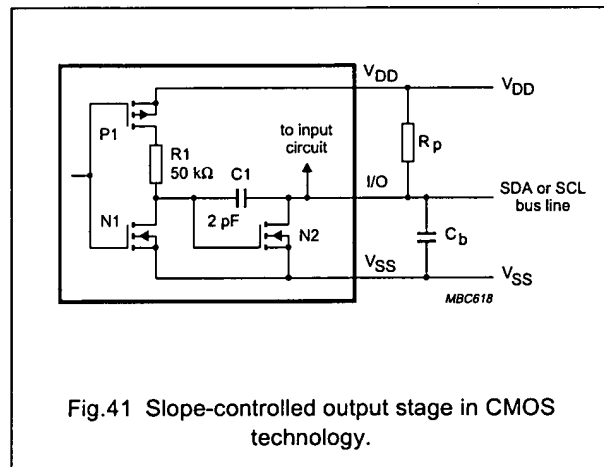 VDD
VDD
P1
to input
circuit
Rp
R1
50 kΩ
C1
I/O
SDA or SCL
bus line
N1
2 pF
N2
Cb
VSS
VSS
MBC618
Fig.41 Slope-controlled output stage in CMOS
technology.